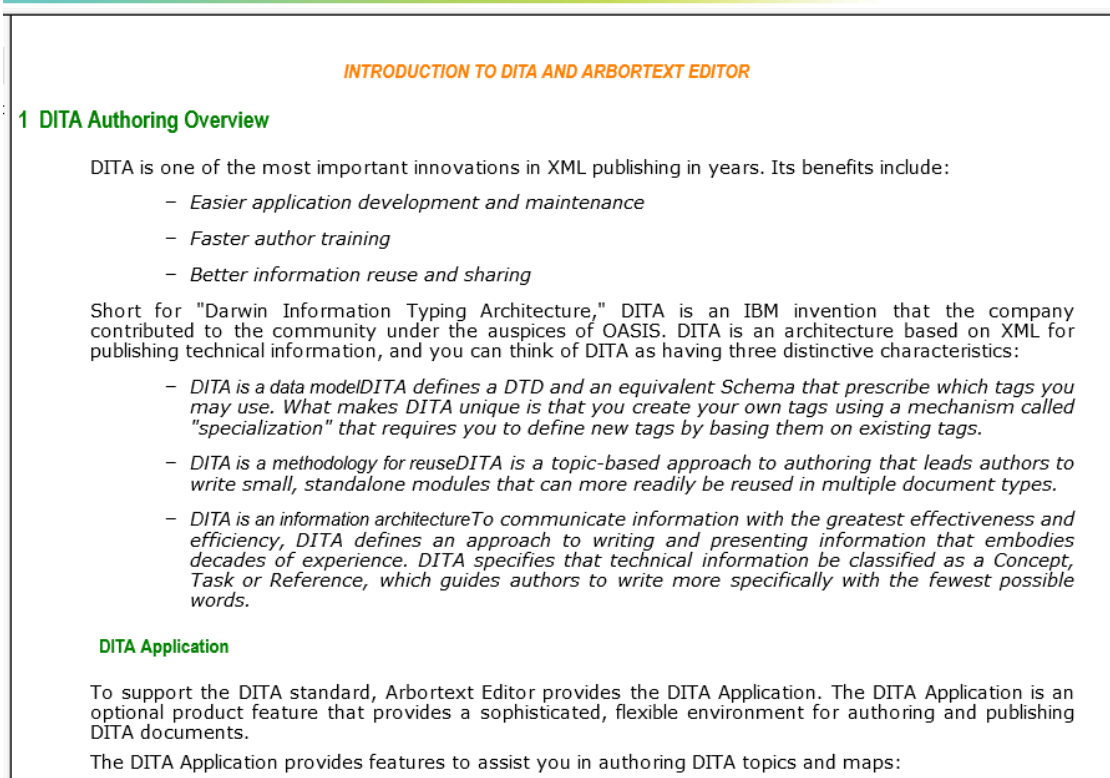 INTRODUCTION TO DITA AND ARBORTEXT EDITOR
1 DITA Authoring Overview
DITA is one of the most important innovations in XML publishing in years. Its benefits include:
– Easier application development and maintenance
– Faster author training
– Better information reuse and sharing
Short for "Darwin Information Typing Architecture," DITA is an IBM invention that the company
contributed to the community under the auspices of OASIS. DITA is an architecture based on XML for
publishing technical information, and you can think of DITA as having three distinctive characteristics:
– DITA is a data modelDITA defines a DTD and an equivalent Schema that prescribe which tags you
may use. What makes DITA unique is that you create your own tags using a mechanism called
"specialization" that requires you to define new tags by basing them on existing tags.
– DITA is a methodology for reuseDITA is a topic-based approach to authoring that leads authors to
write small, standalone modules that can more readily be reused in multiple document types.
– DITA is an information architectureTo communicate information with the greatest effectiveness and
efficiency, DITA defines an approach to writing and presenting information that embodies
decades of experience. DITA specifies that technical information be classified as a Concept,
Task or Reference, which guides authors to write more specifically with the fewest possible
words.
DITA Application
To support the DITA standard, Arbortext Editor provides the DITA Application. The DITA Application is an
optional product feature that provides a sophisticated, flexible environment for authoring and publishing
DITA documents.
The DITA Application provides features to assist you in authoring DITA topics and maps: